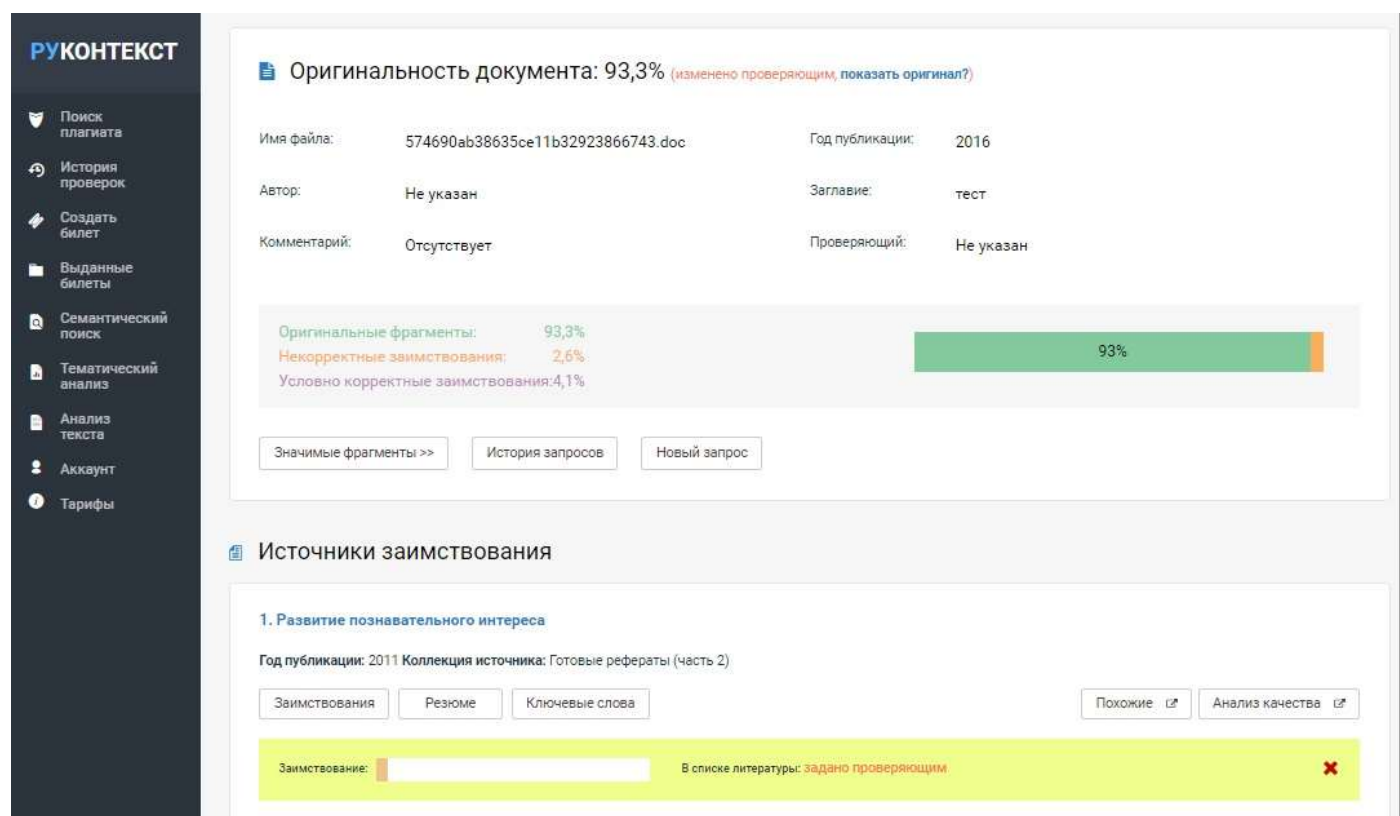 РУКОНТЕКСТ
Поиск
плагиата
История
проверок
Создать
билет
Выданные
билеты
Семантический
поиск
Тематический
анализ
Анализ
текста
Аккаунт
Тарифы
Оригинальность документа: 93,3% (изменено проверяющим, показать оригинал?)
Имя файла: 574690ab38635ce11b32923866743.doc Год публикации: 2016
Автор: Не указан Заглавие: тест
Комментарий: Отсутствует Проверяющий: Не указан
Оригинальные фрагменты: 93,3%
Некорректные заимствования: 2,6%
Условно корректные заимствования:4,1%
93%
Значимые фрагменты >> История запросов Новый запрос
Источники заимствования
1. Развитие познавательного интереса
Год публикации: 2011 Коллекция источника: Готовые рефераты (часть 2)
Заимствования Резюме Ключевые слова Похожие Анализ качества
Заимствование: В списке литературы: задано проверяющим